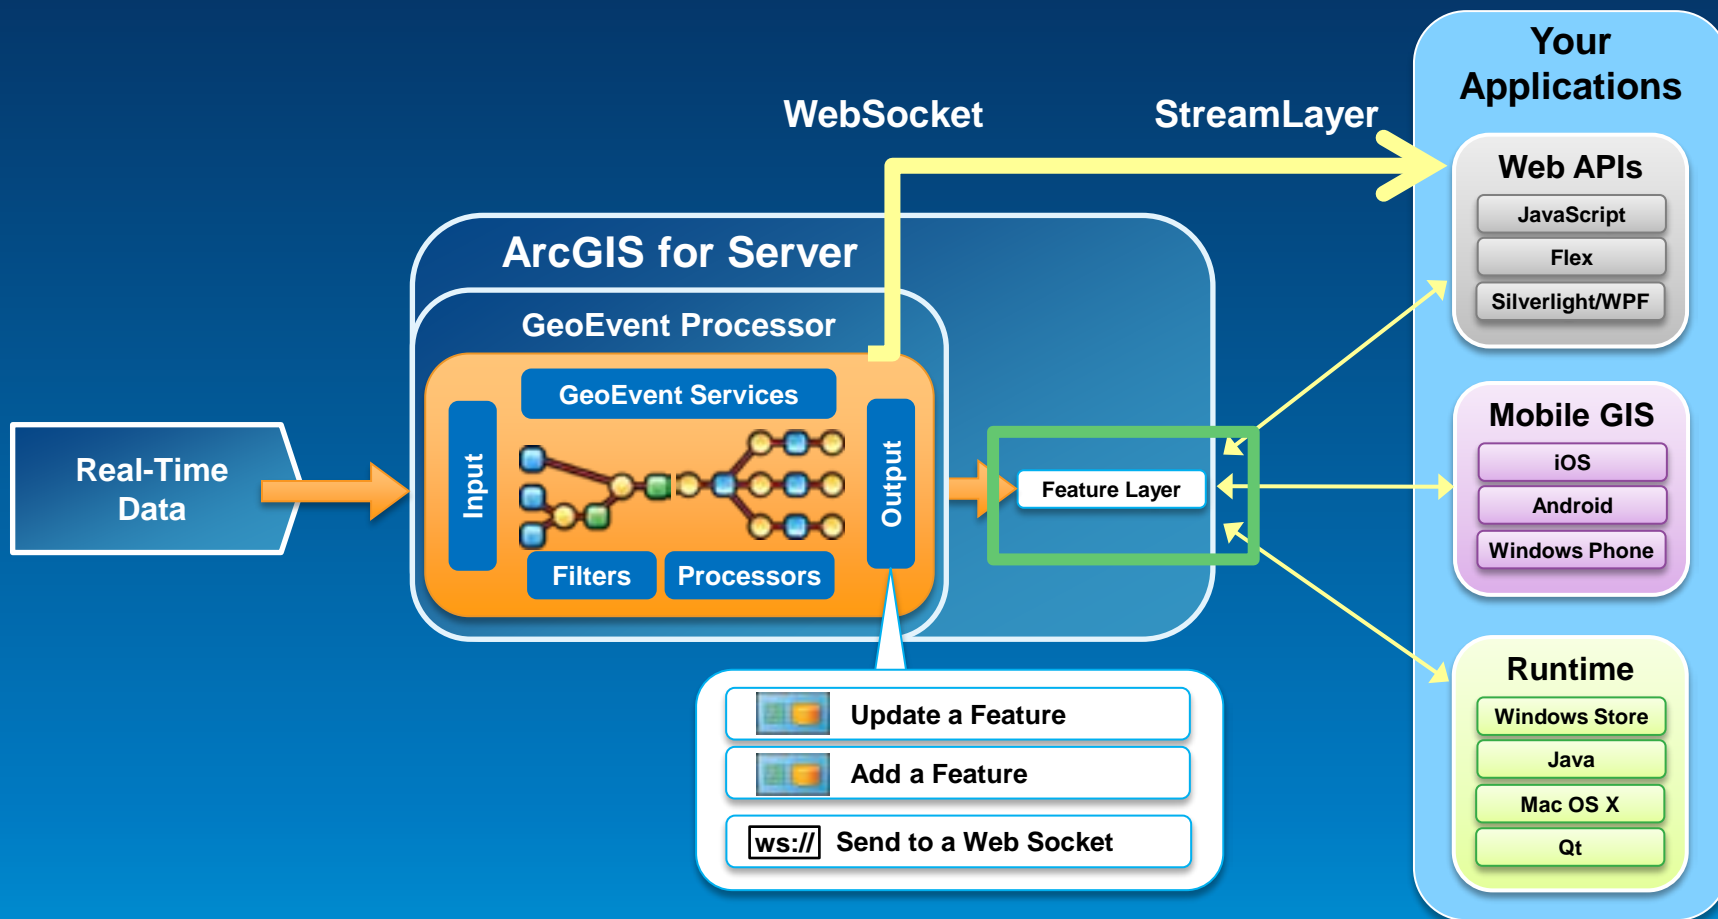 Your
Applications
WebSocket
StreamLayer
Web APIs
JavaScript
Flex
Silverlight/WPF
ArcGIS for Server
GeoEvent Processor
GeoEvent Services
Input
Output
Filters
Processors
Real-Time
Data
Feature Layer
Mobile GIS
iOS
Android
Windows Phone
Runtime
Windows Store
Java
Mac OS X
Qt
Update a Feature
Add a Feature
ws:// Send to a Web Socket